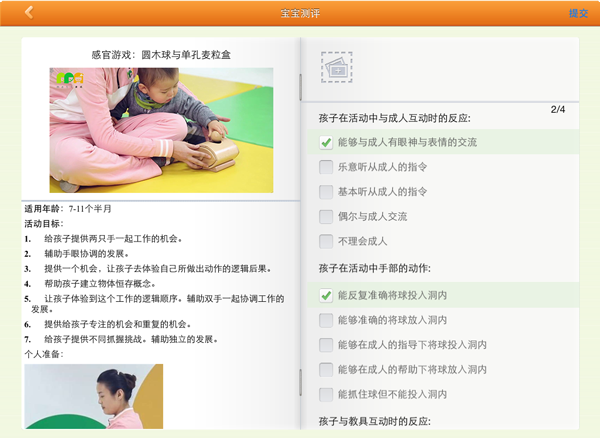 宝宝测评
提交
感官游戏：圆木球与单孔麦粒盒
适用年龄：7-11个半月
活动目标：
1. 给孩子提供两只手一起工作的机会。
2. 辅助手眼协调的发展。
3. 提供一个机会，让孩子去体验自己所做出动作的逻辑后果。
4. 帮助孩子建立物体恒存概念。
5. 让孩子体验到这个工作的逻辑顺序。辅助双手一起协调工作的
发展。
6. 提供给孩子专注的机会和重复的机会。
7. 给孩子提供不同抓握挑战。辅助独立的发展。
个人准备：
2/4
孩子在活动中与成人互动时的反应:
能够与成人有眼神与表情的交流
乐意听从成人的指令
基本听从成人的指令
偶尔与成人交流
不理会成人
孩子在活动中手部的动作:
能反复准确将球投入洞内
能够准确的将球放入洞内
能够在成人的指导下将球投入洞内
能够在成人的帮助下将球放入洞内
能抓住球但不能投入洞内
孩子与教具互动时的反应: